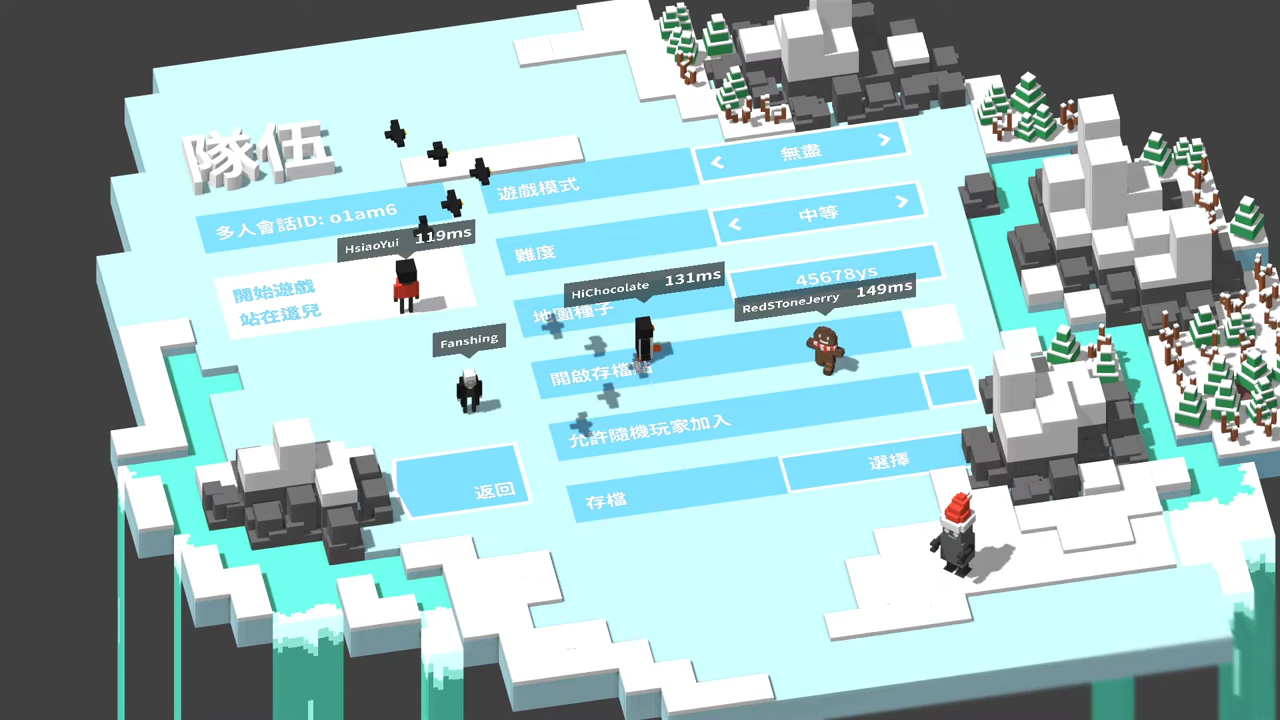 隊伍
多人會話ID: o1am6
開始遊戲
站在這兒
遊戲模式
無盡
難度
中等
地圖種子
45678ys
開啟存檔點
允許隨機玩家加入
存檔
選擇
返回
HsiaoYui 119ms
Fanshing
HiChocolate 131ms
RedSToneJerry 149ms